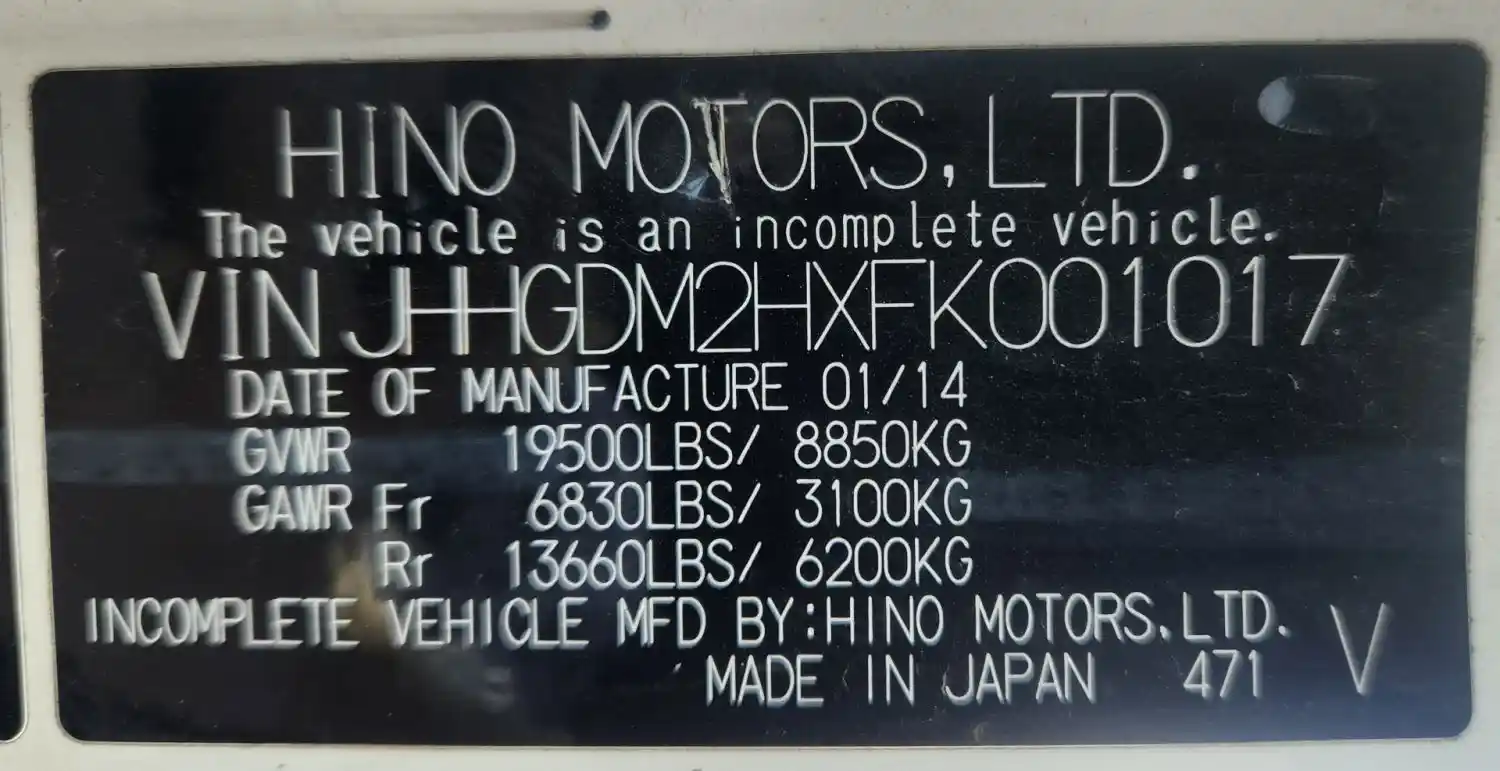 HINO MOTORS, LTD.
The vehicle is an incomplete vehicle.
VIN JHHGDM2HXFK001017
DATE OF MANUFACTURE 01/14
GVWR 19500LBS/ 8850KG
GAWR Fr 6830LBS/ 3100KG
Rr 13660LBS/ 6200KG
INCOMPLETE VEHICLE MFD BY:HINO MOTORS.LTD. V
MADE IN JAPAN 471